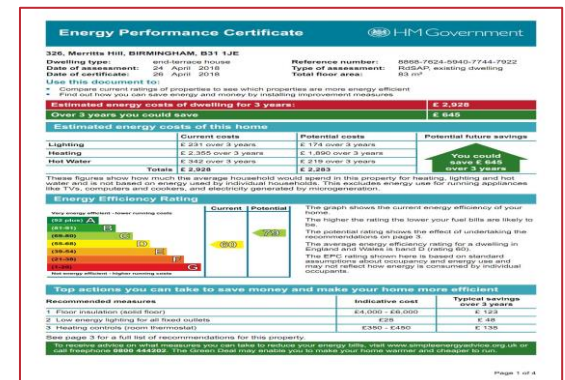 Energy Performance Certificate
HM Government
326, Merritts Hill, BIRMINGHAM, B31 1JE
Dwelling type: end-terrace house
Date of assessment: 24 April 2018
Date of certificate: 26 April 2018
Reference number: 8868-7624-5940-7744-7922
Type of assessment: RdSAP, existing dwelling
Total floor area: 83 m²
Use this document to:
• Compare current ratings of properties to see which properties are more energy efficient
• Find out how you can save energy and money by installing improvement measures
Estimated energy costs of dwelling for 3 years: £ 2,928
Over 3 years you could save £ 645
Estimated energy costs of this home
Current costs Potential costs Potential future savings
Lighting £ 231 over 3 years £ 174 over 3 years
Heating £ 2,355 over 3 years £ 1,890 over 3 years
Hot Water £ 342 over 3 years £ 219 over 3 years
Totals £ 2,928 £ 2,283
You could
save £ 645
over 3 years
These figures show how much the average household would spend in this property for heating, lighting and hot
water and is not based on energy used by individual households. This excludes energy use for running appliances
like TVs, computers and cookers, and electricity generated by microgeneration.
Energy Efficiency Rating
Very energy efficient - lower running costs
Current Potential
(92 plus) A
(81-91) B
(69-80) C
(55-68) D
(39-54) E
(21-38) F
(1-20) G
60
79
Not energy efficient - higher running costs
The graph shows the current energy efficiency of your
home.
The higher the rating the lower your fuel bills are likely to
be.
The potential rating shows the effect of undertaking the
recommendations on page 3.
The average energy efficiency rating for a dwelling in
England and Wales is band D (rating 60).
The EPC rating shown here is based on standard
assumptions about occupancy and energy use and
may not reflect how energy is consumed by individual
occupants.
Top actions you can take to save money and make your home more efficient
Recommended measures Indicative cost Typical savings
over 3 years
1 Floor insulation (solid floor) £4,000 - £6,000 £ 123
2 Low energy lighting for all fixed outlets £25 £ 48
3 Heating controls (room thermostat) £350 - £450 £ 135
See page 3 for a full list of recommendations for this property.
To receive advice on what measures you can take to reduce your energy bills, visit www.simpleenergyadvice.org.uk or
call freephone 0800 444202. The Green Deal may enable you to make your home warmer and cheaper to run.
Page 1 of 4